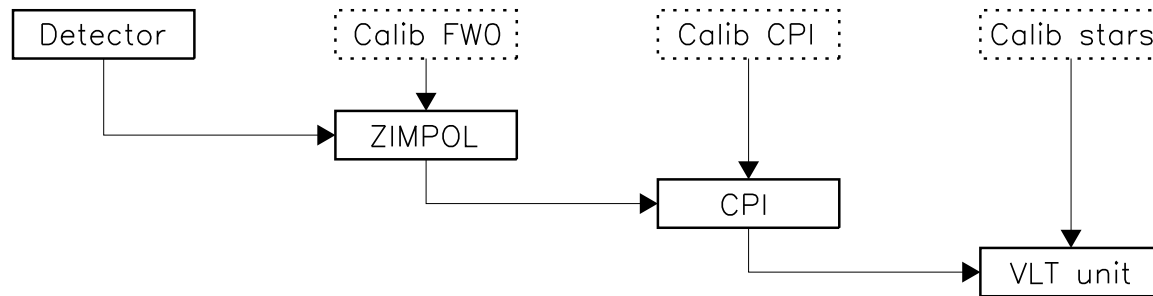 Detector
Calib FW0
Calib CPI
Calib stars
ZIMPOL
CPI
VLT unit